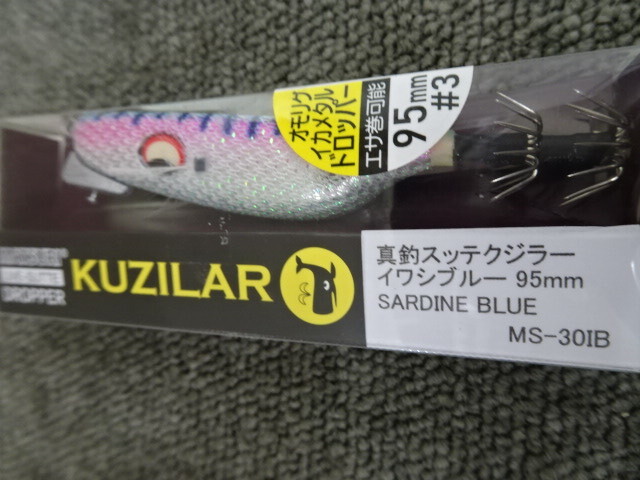 オモリグ
イカメタル
ドロッパー
エサ巻可能
95mm
#3
DROPPER
KUZILAR
真釣スッテクジラー
イワシブルー 95mm
SARDINE BLUE
MS-30IB